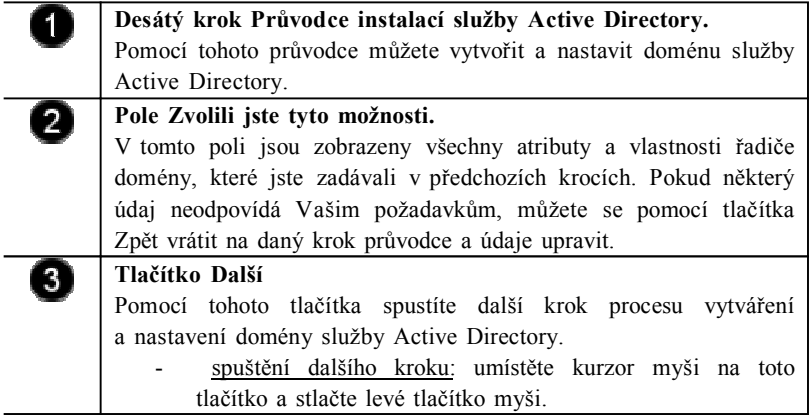 1 Desátý krok Průvodce instalací služby Active Directory.
Pomocí tohoto průvodce můžete vytvořit a nastavit doménu služby
Active Directory.
2 Pole Zvolili jste tyto možnosti.
V tomto poli jsou zobrazeny všechny atributy a vlastnosti řadiče
domény, které jste zadávali v předchozích krocích. Pokud některý
údaj neodpovídá Vašim požadavkům, můžete se pomocí tlačítka
Zpět vrátit na daný krok průvodce a údaje upravit.
3 Tlačítko Další
Pomocí tohoto tlačítka spustíte další krok procesu vytváření
a nastavení domény služby Active Directory.
- spuštění dalšího kroku: umístěte kurzor myši na toto
tlačítko a stlačte levé tlačítko myši.